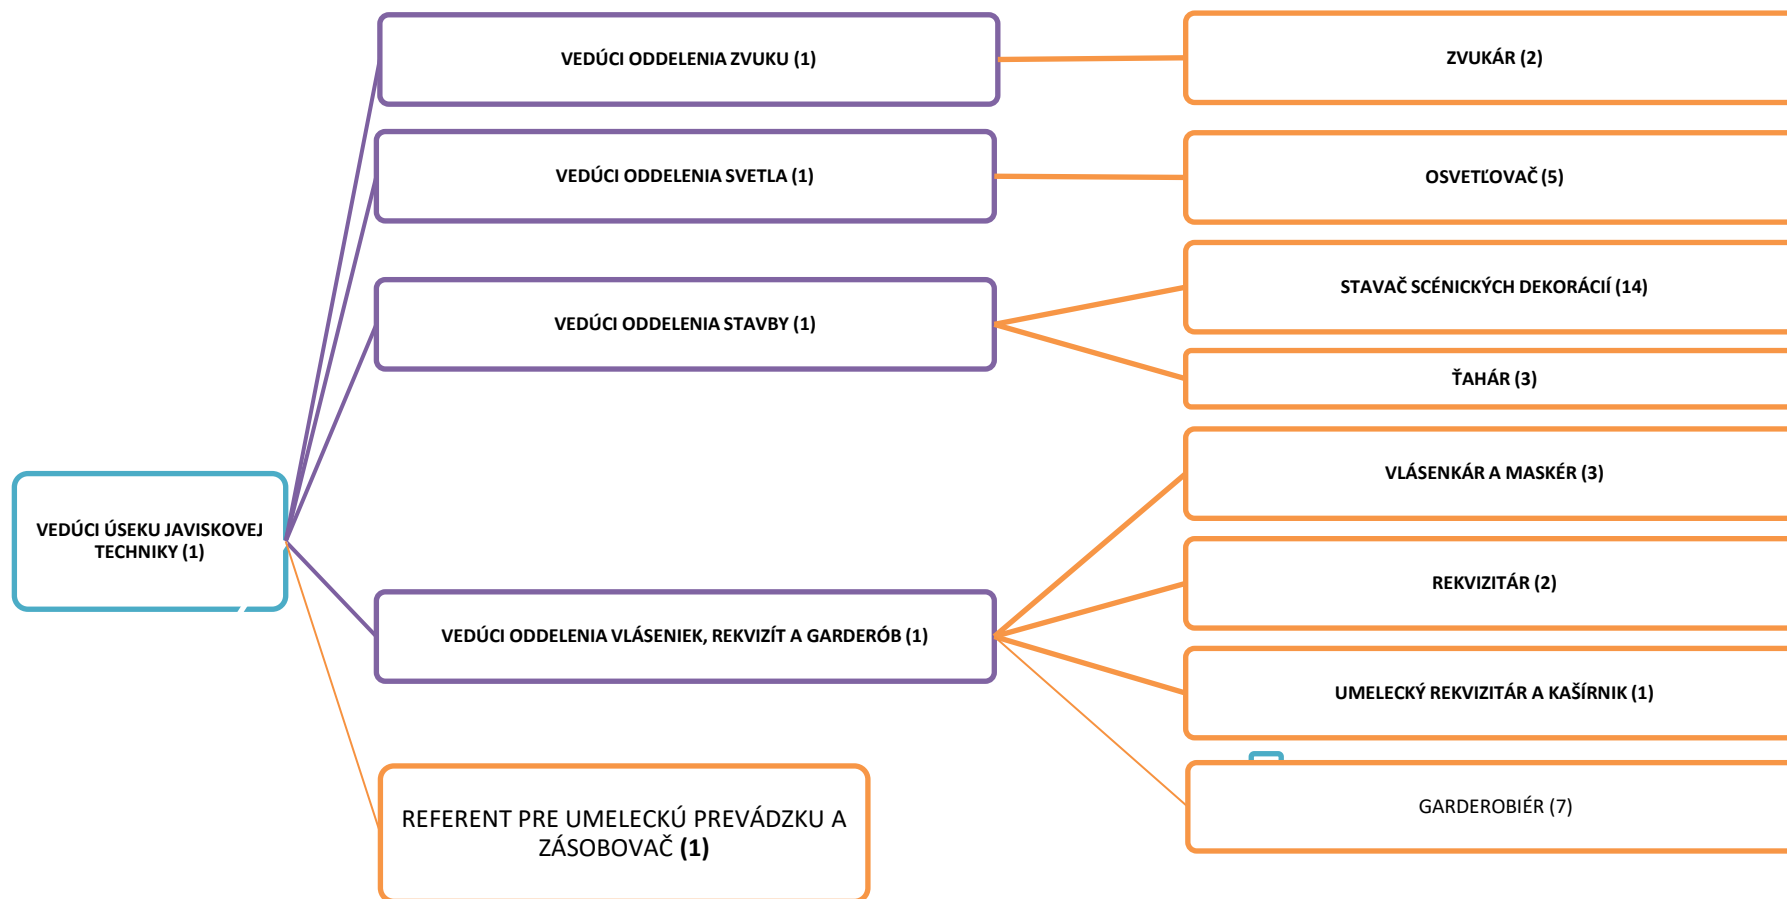 VEDÚCI ODDELENIA ZVUKU (1)
ZVUKÁR (2)
VEDÚCI ODDELENIA SVETLA (1)
OSVETĽOVAČ (5)
STAVAČ SCÉNICKÝCH DEKORÁCIÍ (14)
VEDÚCI ODDELENIA STAVBY (1)
ŤAHÁR (3)
VLÁSENKÁR A MASKÉR (3)
VEDÚCI ÚSEKU JAVISKOVEJ
TECHNIKY (1)
REKVIZITÁR (2)
VEDÚCI ODDELENIA VLÁSENIEK, REKVIZÍT A GARDERÓB (1)
UMELECKÝ REKVIZITÁR A KAŠÍRNIK (1)
GARDEROBIÉR (7)
REFERENT PRE UMELECKÚ PREVÁDZKU A
ZÁSOBOVAČ (1)